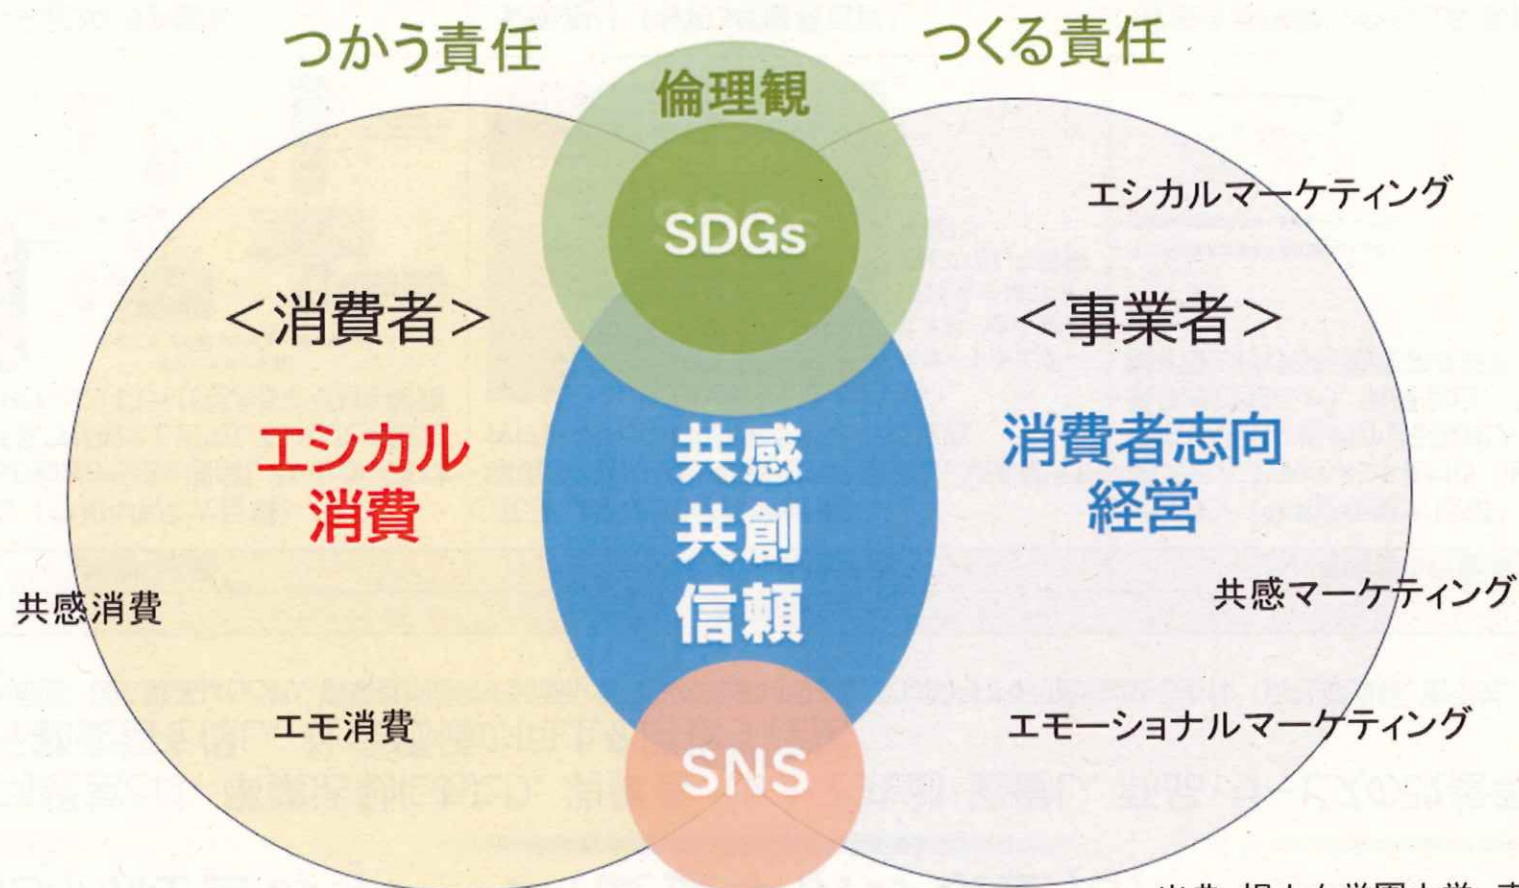 つかう責任
つくる責任
倫理観
SDGs
エシカルマーケティング
＜消費者＞
＜事業者＞
エシカル
消費
共感
共創
信頼
消費者志向
経営
共感消費
共感マーケティング
エモ消費
エモーショナルマーケティング
SNS